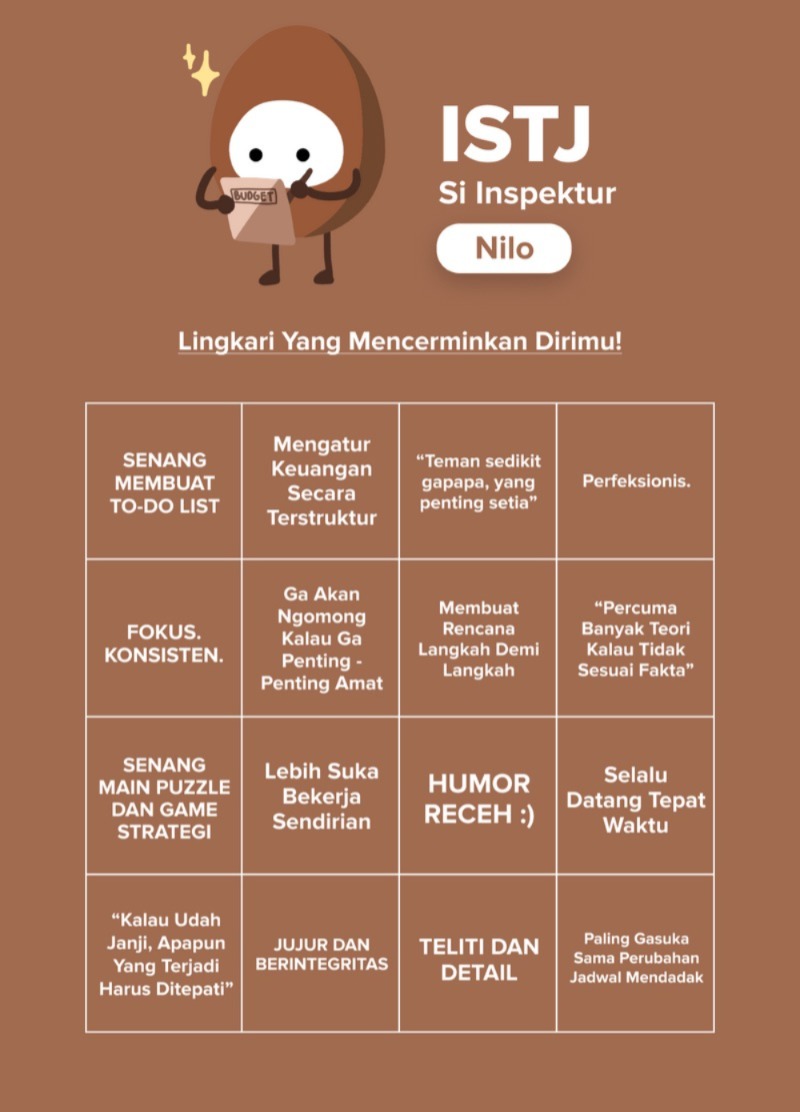 BUDGET
ISTJ
Si Inspektur
Nilo
Lingkari Yang Mencerminkan Dirimu!
SENANG
MEMBUAT
TO-DO LIST
Mengatur
Keuangan
Secara
Terstruktur
“Teman sedikit
gapapa, yang
penting setia”
Perfeksionis.
FOKUS.
KONSISTEN.
Ga Akan
Ngomong
Kalau Ga
Penting -
Penting Amat
Membuat
Rencana
Langkah Demi
Langkah
“Percuma
Banyak Teori
Kalau Tidak
Sesuai Fakta”
SENANG
MAIN PUZZLE
DAN GAME
STRATEGI
Lebih Suka
Bekerja
Sendirian
HUMOR
RECEH :)
Selalu
Datang Tepat
Waktu
“Kalau Udah
Janji, Apapun
Yang Terjadi
Harus Ditepati”
JUJUR DAN
BERINTEGRITAS
TELITI DAN
DETAIL
Paling Gasuka
Sama Perubahan
Jadwal Mendadak